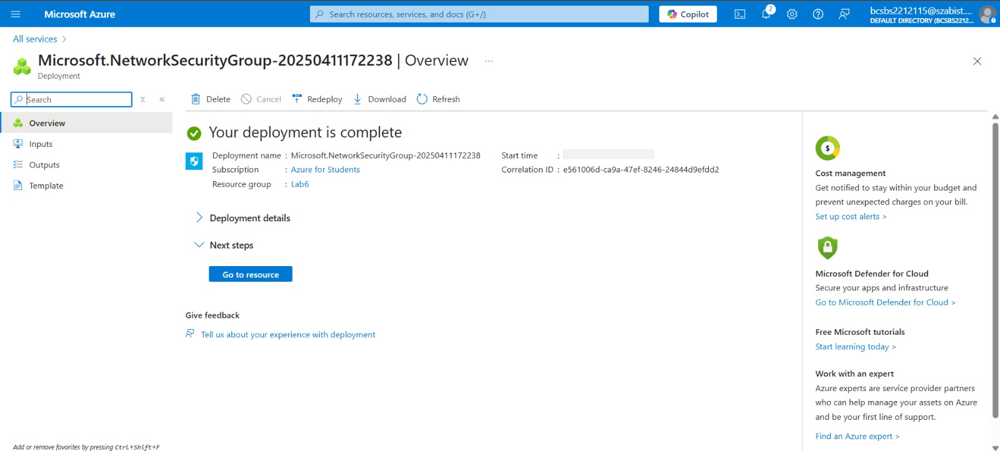 Microsoft Azure
Search resources, services, and docs (G+/)
Copilot
2
bcsbs2212115@szabist....
DEFAULT DIRECTORY (BCSBS2212...
All services >
Microsoft.NetworkSecurityGroup-20250411172238 | Overview ...
Deployment
Search
Delete Cancel Redeploy Download Refresh
Overview
Inputs
Outputs
Template
Your deployment is complete
Deployment name : Microsoft.NetworkSecurityGroup-20250411172238
Subscription : Azure for Students
Resource group : Lab6
Start time :
Correlation ID : e561006d-ca9a-47ef-8246-24844d9efdd2
Deployment details
Next steps
Go to resource
Give feedback
Tell us about your experience with deployment
$
Cost management
Get notified to stay within your budget and
prevent unexpected charges on your bill.
Set up cost alerts >
Microsoft Defender for Cloud
Secure your apps and infrastructure
Go to Microsoft Defender for Cloud >
Free Microsoft tutorials
Start learning today >
Work with an expert
Azure experts are service provider partners
who can help manage your assets on Azure
and be your first line of support.
Find an Azure expert >
Add or remove favorites by pressing Ctrl+Shift+F